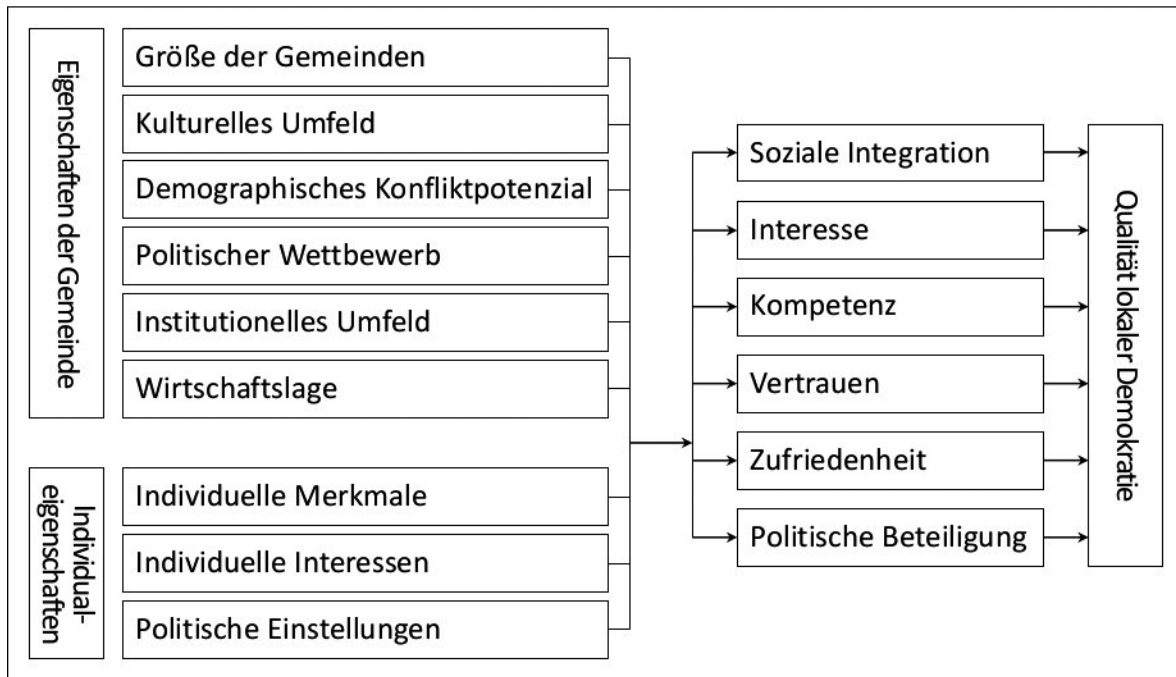 Eigenschaften der Gemeinde
Größe der Gemeinden
Kulturelles Umfeld
Demographisches Konfliktpotenzial
Politischer Wettbewerb
Institutionelles Umfeld
Wirtschaftslage
Individual-
eigenschaften
Individuelle Merkmale
Individuelle Interessen
Politische Einstellungen
Soziale Integration
Interesse
Kompetenz
Vertrauen
Zufriedenheit
Politische Beteiligung
Qualität lokaler Demokratie